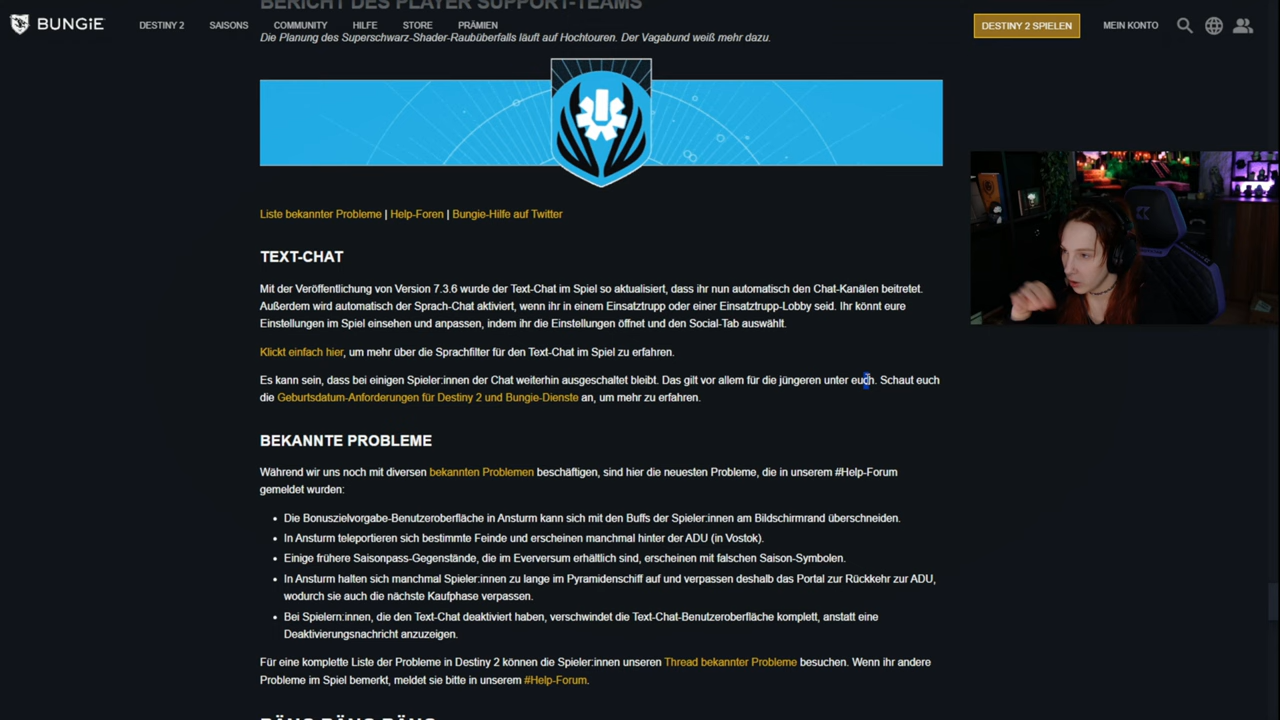 BERICHT DES PLAYER SUPPORT-TEAMS
BUNGiE DESTINY 2 SAISONS COMMUNITY HILFE STORE PRÄMIEN DESTINY 2 SPIELEN MEIN KONTO
Die Planung des Superschwarz-Shader-Raubüberfalls läuft auf Hochtouren. Der Vagabund weiß mehr dazu.
Liste bekannter Probleme | Help-Foren | Bungie-Hilfe auf Twitter
TEXT-CHAT
Mit der Veröffentlichung von Version 7.3.6 wurde der Text-Chat im Spiel so aktualisiert, dass ihr nun automatisch den Chat-Kanälen beitretet.
Außerdem wird automatisch der Sprach-Chat aktiviert, wenn ihr in einem Einsatztrupp oder einer Einsatztrupp-Lobby seid. Ihr könnt eure
Einstellungen im Spiel einsehen und anpassen, indem ihr die Einstellungen öffnet und den Social-Tab auswählt.
Klickt einfach hier, um mehr über die Sprachfilter für den Text-Chat im Spiel zu erfahren.
Es kann sein, dass bei einigen Spieler:innen der Chat weiterhin ausgeschaltet bleibt. Das gilt vor allem für die jüngeren unter euch. Schaut euch
die Geburtsdatum-Anforderungen für Destiny 2 und Bungie-Dienste an, um mehr zu erfahren.
BEKANNTE PROBLEME
Während wir uns noch mit diversen bekannten Problemen beschäftigen, sind hier die neuesten Probleme, die in unserem #Help-Forum
gemeldet wurden:
• Die Bonuszielvorgabe-Benutzeroberfläche in Ansturm kann sich mit den Buffs der Spieler:innen am Bildschirmrand überschneiden.
• In Ansturm teleportieren sich bestimmte Feinde und erscheinen manchmal hinter der ADU (in Vostok).
• Einige frühere Saisonpass-Gegenstände, die im Everversum erhältlich sind, erscheinen mit falschen Saison-Symbolen.
• In Ansturm halten sich manchmal Spieler:innen zu lange im Pyramidenschiff auf und verpassen deshalb das Portal zur Rückkehr zur ADU,
wodurch sie auch die nächste Kaufphase verpassen.
• Bei Spielern:innen, die den Text-Chat deaktiviert haben, verschwindet die Text-Chat-Benutzeroberfläche komplett, anstatt eine
Deaktivierungsnachricht anzuzeigen.
Für eine komplette Liste der Probleme in Destiny 2 können die Spieler:innen unseren Thread bekannter Probleme besuchen. Wenn ihr andere
Probleme im Spiel bemerkt, meldet sie bitte in unserem #Help-Forum.